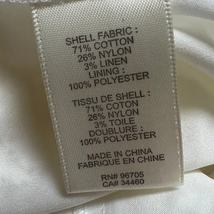 SHELL FABRIC :
71% COTTON
26% NYLON
3% LINEN
LINING :
100% POLYESTER
TISSU DE SHELL :
71% COTON
26% NYLON
3% TOILE
DOUBLURE :
100% POLYESTER
MADE IN CHINA
FABRIQUE EN CHINE
RN# 96705
CA# 34460